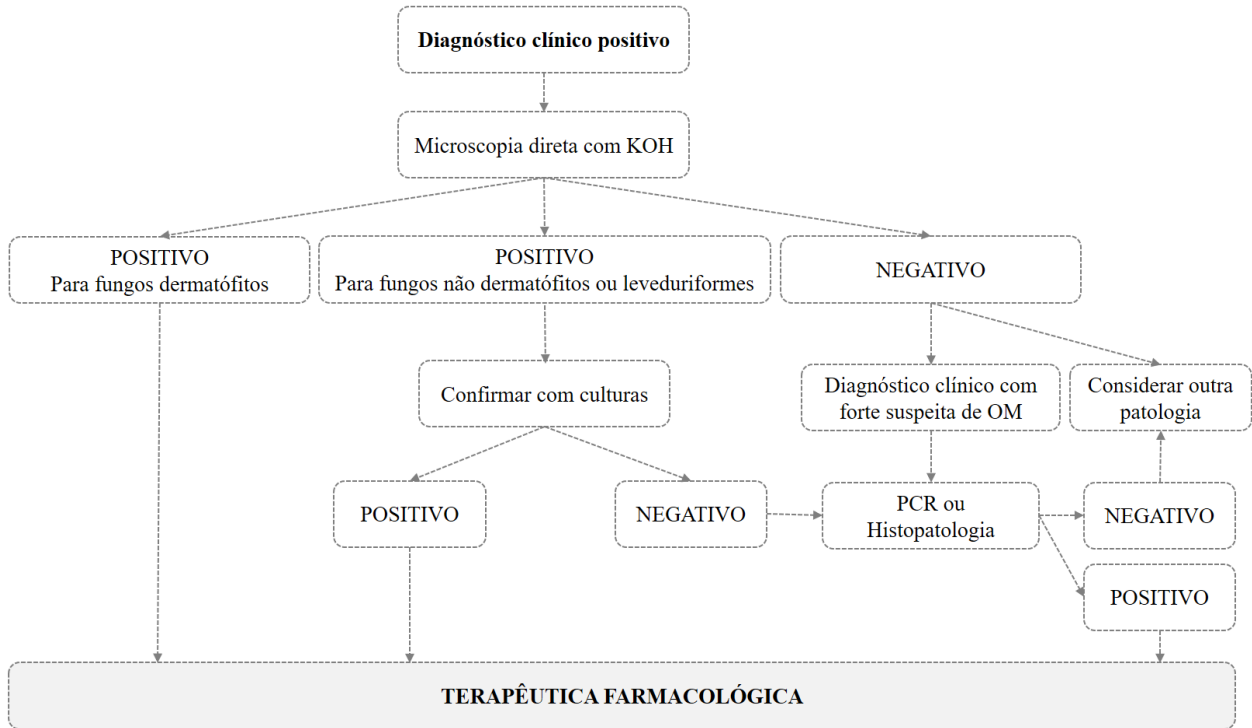 Diagnóstico clínico positivo
Microscopia direta com KOH
POSITIVO
Para fungos dermatófitos
POSITIVO
Para fungos não dermatófitos ou leveduriformes
NEGATIVO
Confirmar com culturas
Diagnóstico clínico com
forte suspeita de OM
Considerar outra
patologia
POSITIVO
NEGATIVO
PCR ou
Histopatologia
NEGATIVO
POSITIVO
TERAPÊUTICA FARMACOLÓGICA